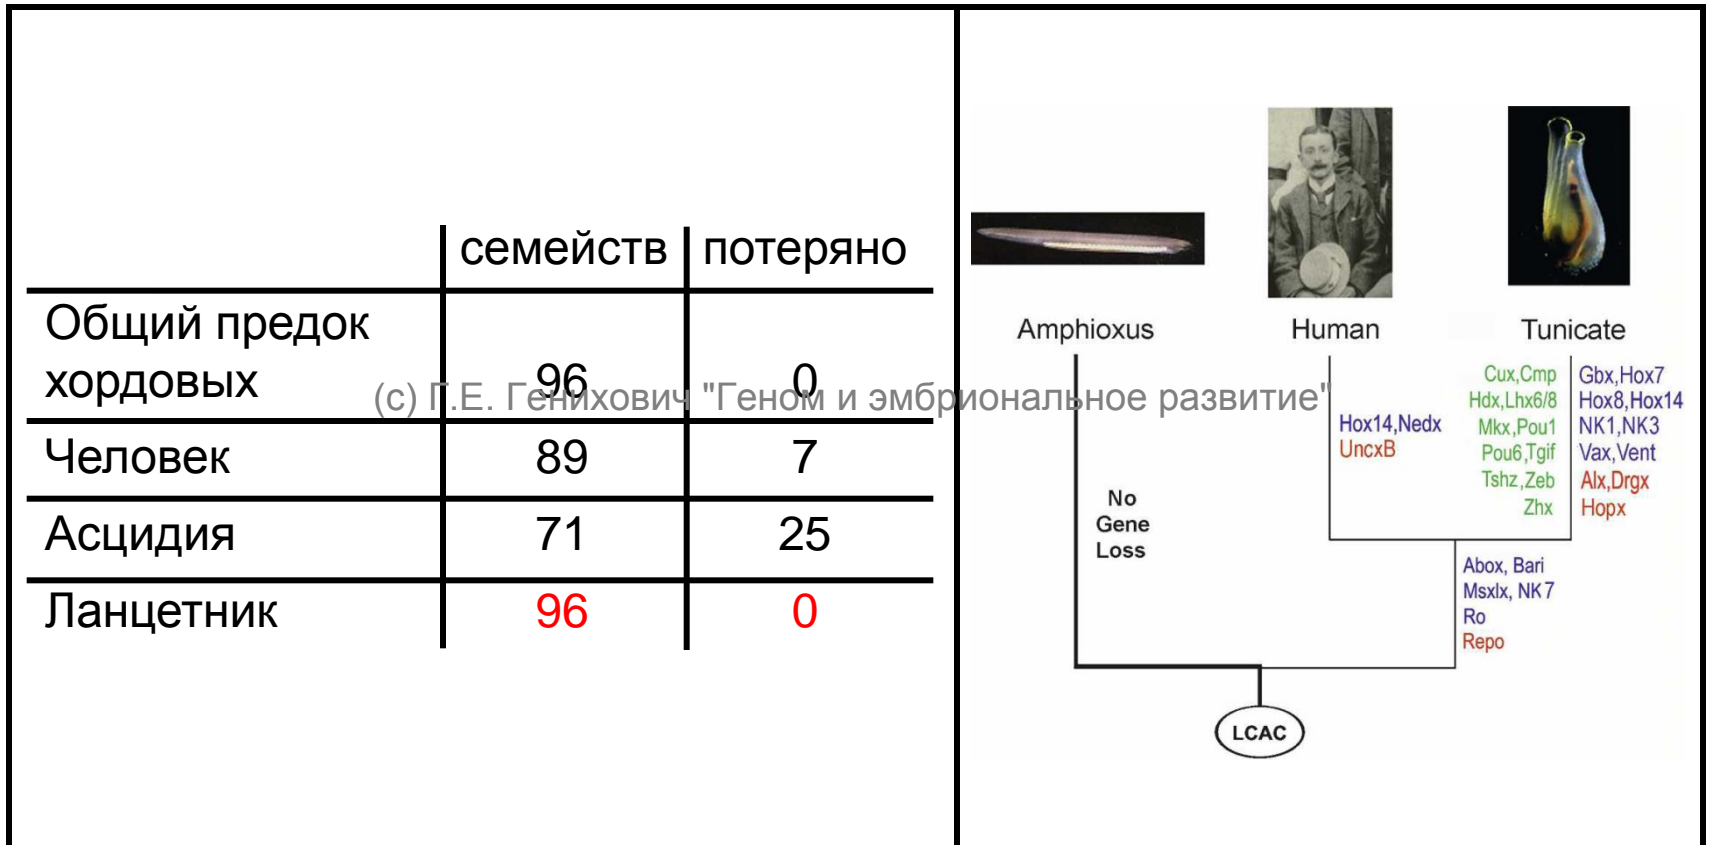 семейств потеряно
Общий предок
хордовых 96 0
Человек 89 7
Асцидия 71 25
Ланцетник 96 0
(c) Г.Е. Генихович "Геном и эмбриональное развитие"
Amphioxus Human Tunicate
No
Gene
Loss
Hox14,Nedx
UncxB
Cux,Cmp
Hdx,Lhx6/8
Mkx,Pou1
Pou6,Tgif
Tshz,Zeb
Zhx
Gbx,Hox7
Hox8,Hox14
NK1,NK3
Vax,Vent
Alx,Drgx
Hopx
Abox, Bari
Msxlx, NK7
Ro
Repo
LCAC